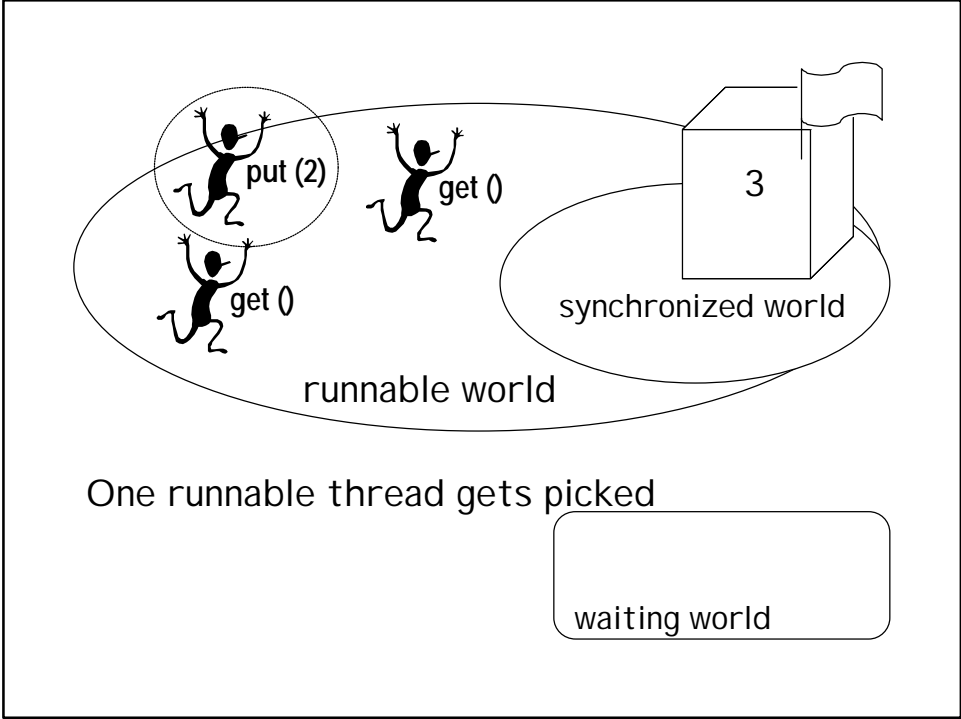 put (2)
get ()
3
get ()
synchronized world
runnable world
One runnable thread gets picked
waiting world